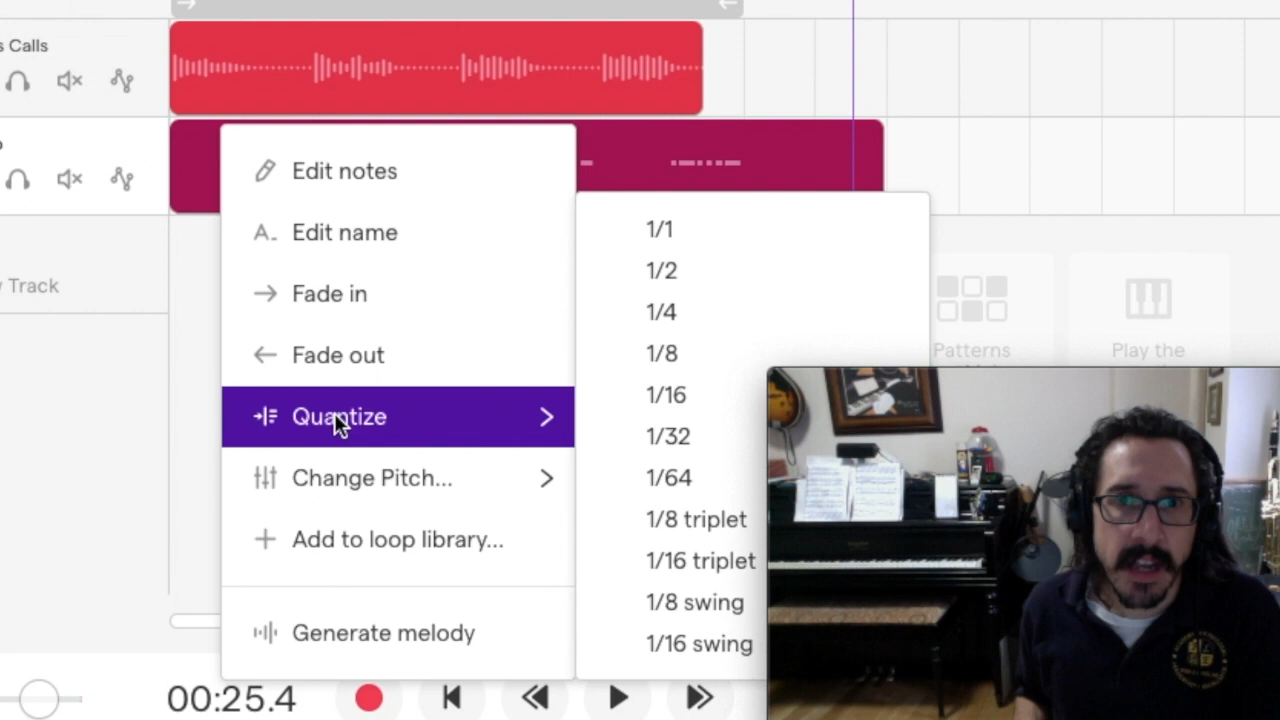 s Calls
Edit notes
Edit name
Fade in
Fade out
Quantize
Change Pitch...
Add to loop library...
Generate melody
1/1
1/2
1/4
1/8
1/16
1/32
1/64
1/8 triplet
1/16 triplet
1/8 swing
1/16 swing
Track
Patterns
Play the
00:25.4